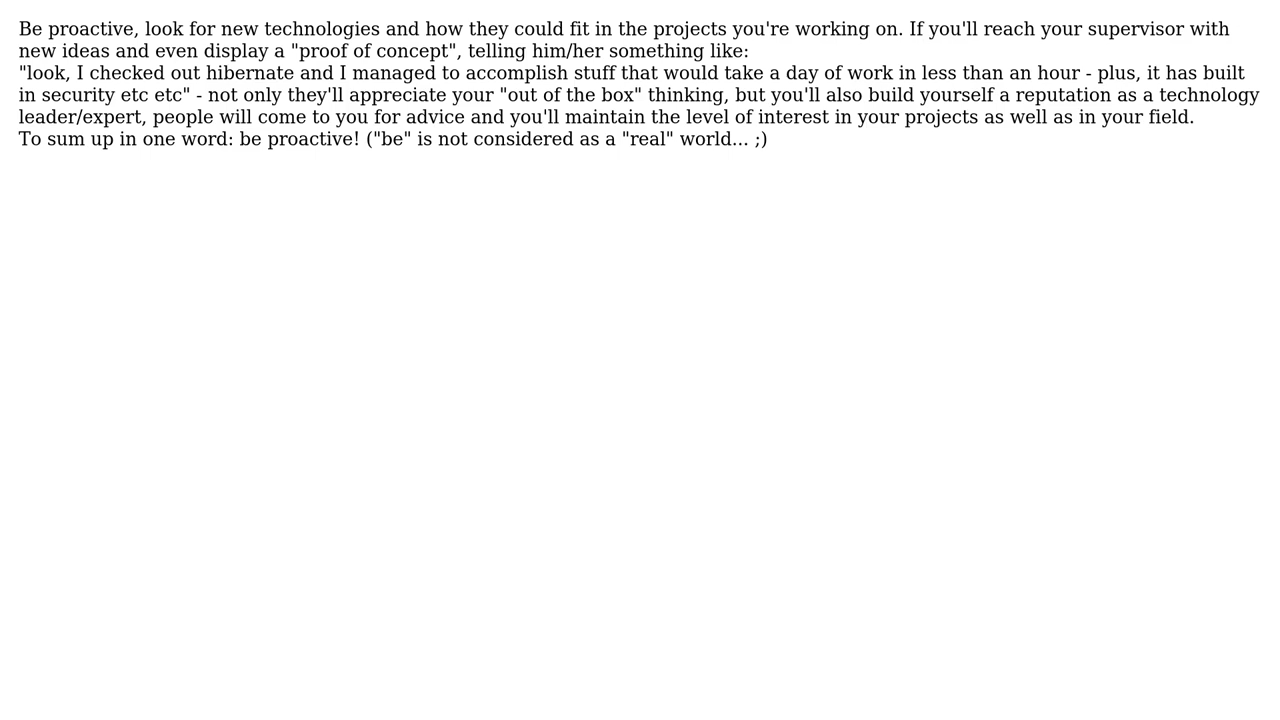 Be proactive, look for new technologies and how they could fit in the projects you're working on. If you'll reach your supervisor with
new ideas and even display a "proof of concept", telling him/her something like:
"look, I checked out hibernate and I managed to accomplish stuff that would take a day of work in less than an hour - plus, it has built
in security etc etc" - not only they'll appreciate your "out of the box" thinking, but you'll also build yourself a reputation as a technology
leader/expert, people will come to you for advice and you'll maintain the level of interest in your projects as well as in your field.
To sum up in one word: be proactive! ("be" is not considered as a "real" world... ;)